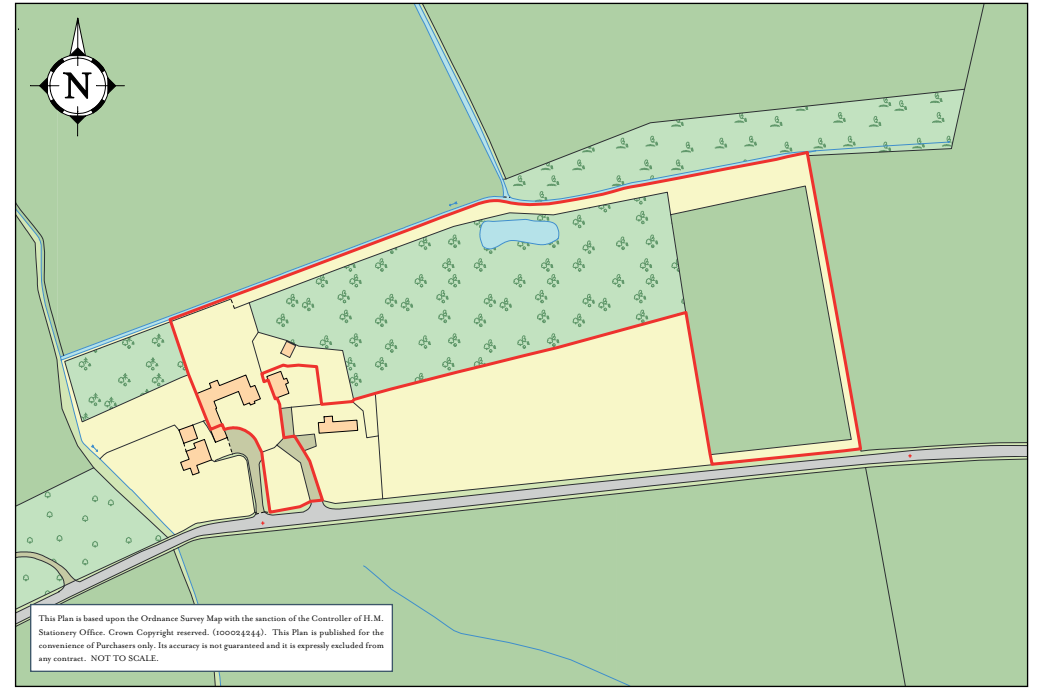 N
This Plan is based upon the Ordnance Survey Map with the sanction of the Controller of H.M.
Stationery Office. Crown Copyright reserved. (100024244). This Plan is published for the
convenience of Purchasers only. Its accuracy is not guaranteed and it is expressly excluded from
any contract. NOT TO SCALE.